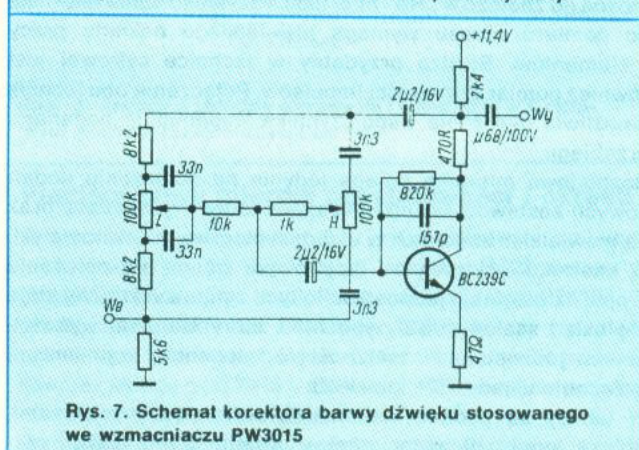 +11,4V
2k4
2µ2/16V
Wy
µ68/100V
470R
8k2
3n3
33n
820k
100k
L
10k
1k
H
100k
33n
157p
2µ2/16V
BC239C
8k2
We
3n3
5k6
47Ω
Rys. 7. Schemat korektora barwy dźwięku stosowanego
we wzmacniaczu PW3015